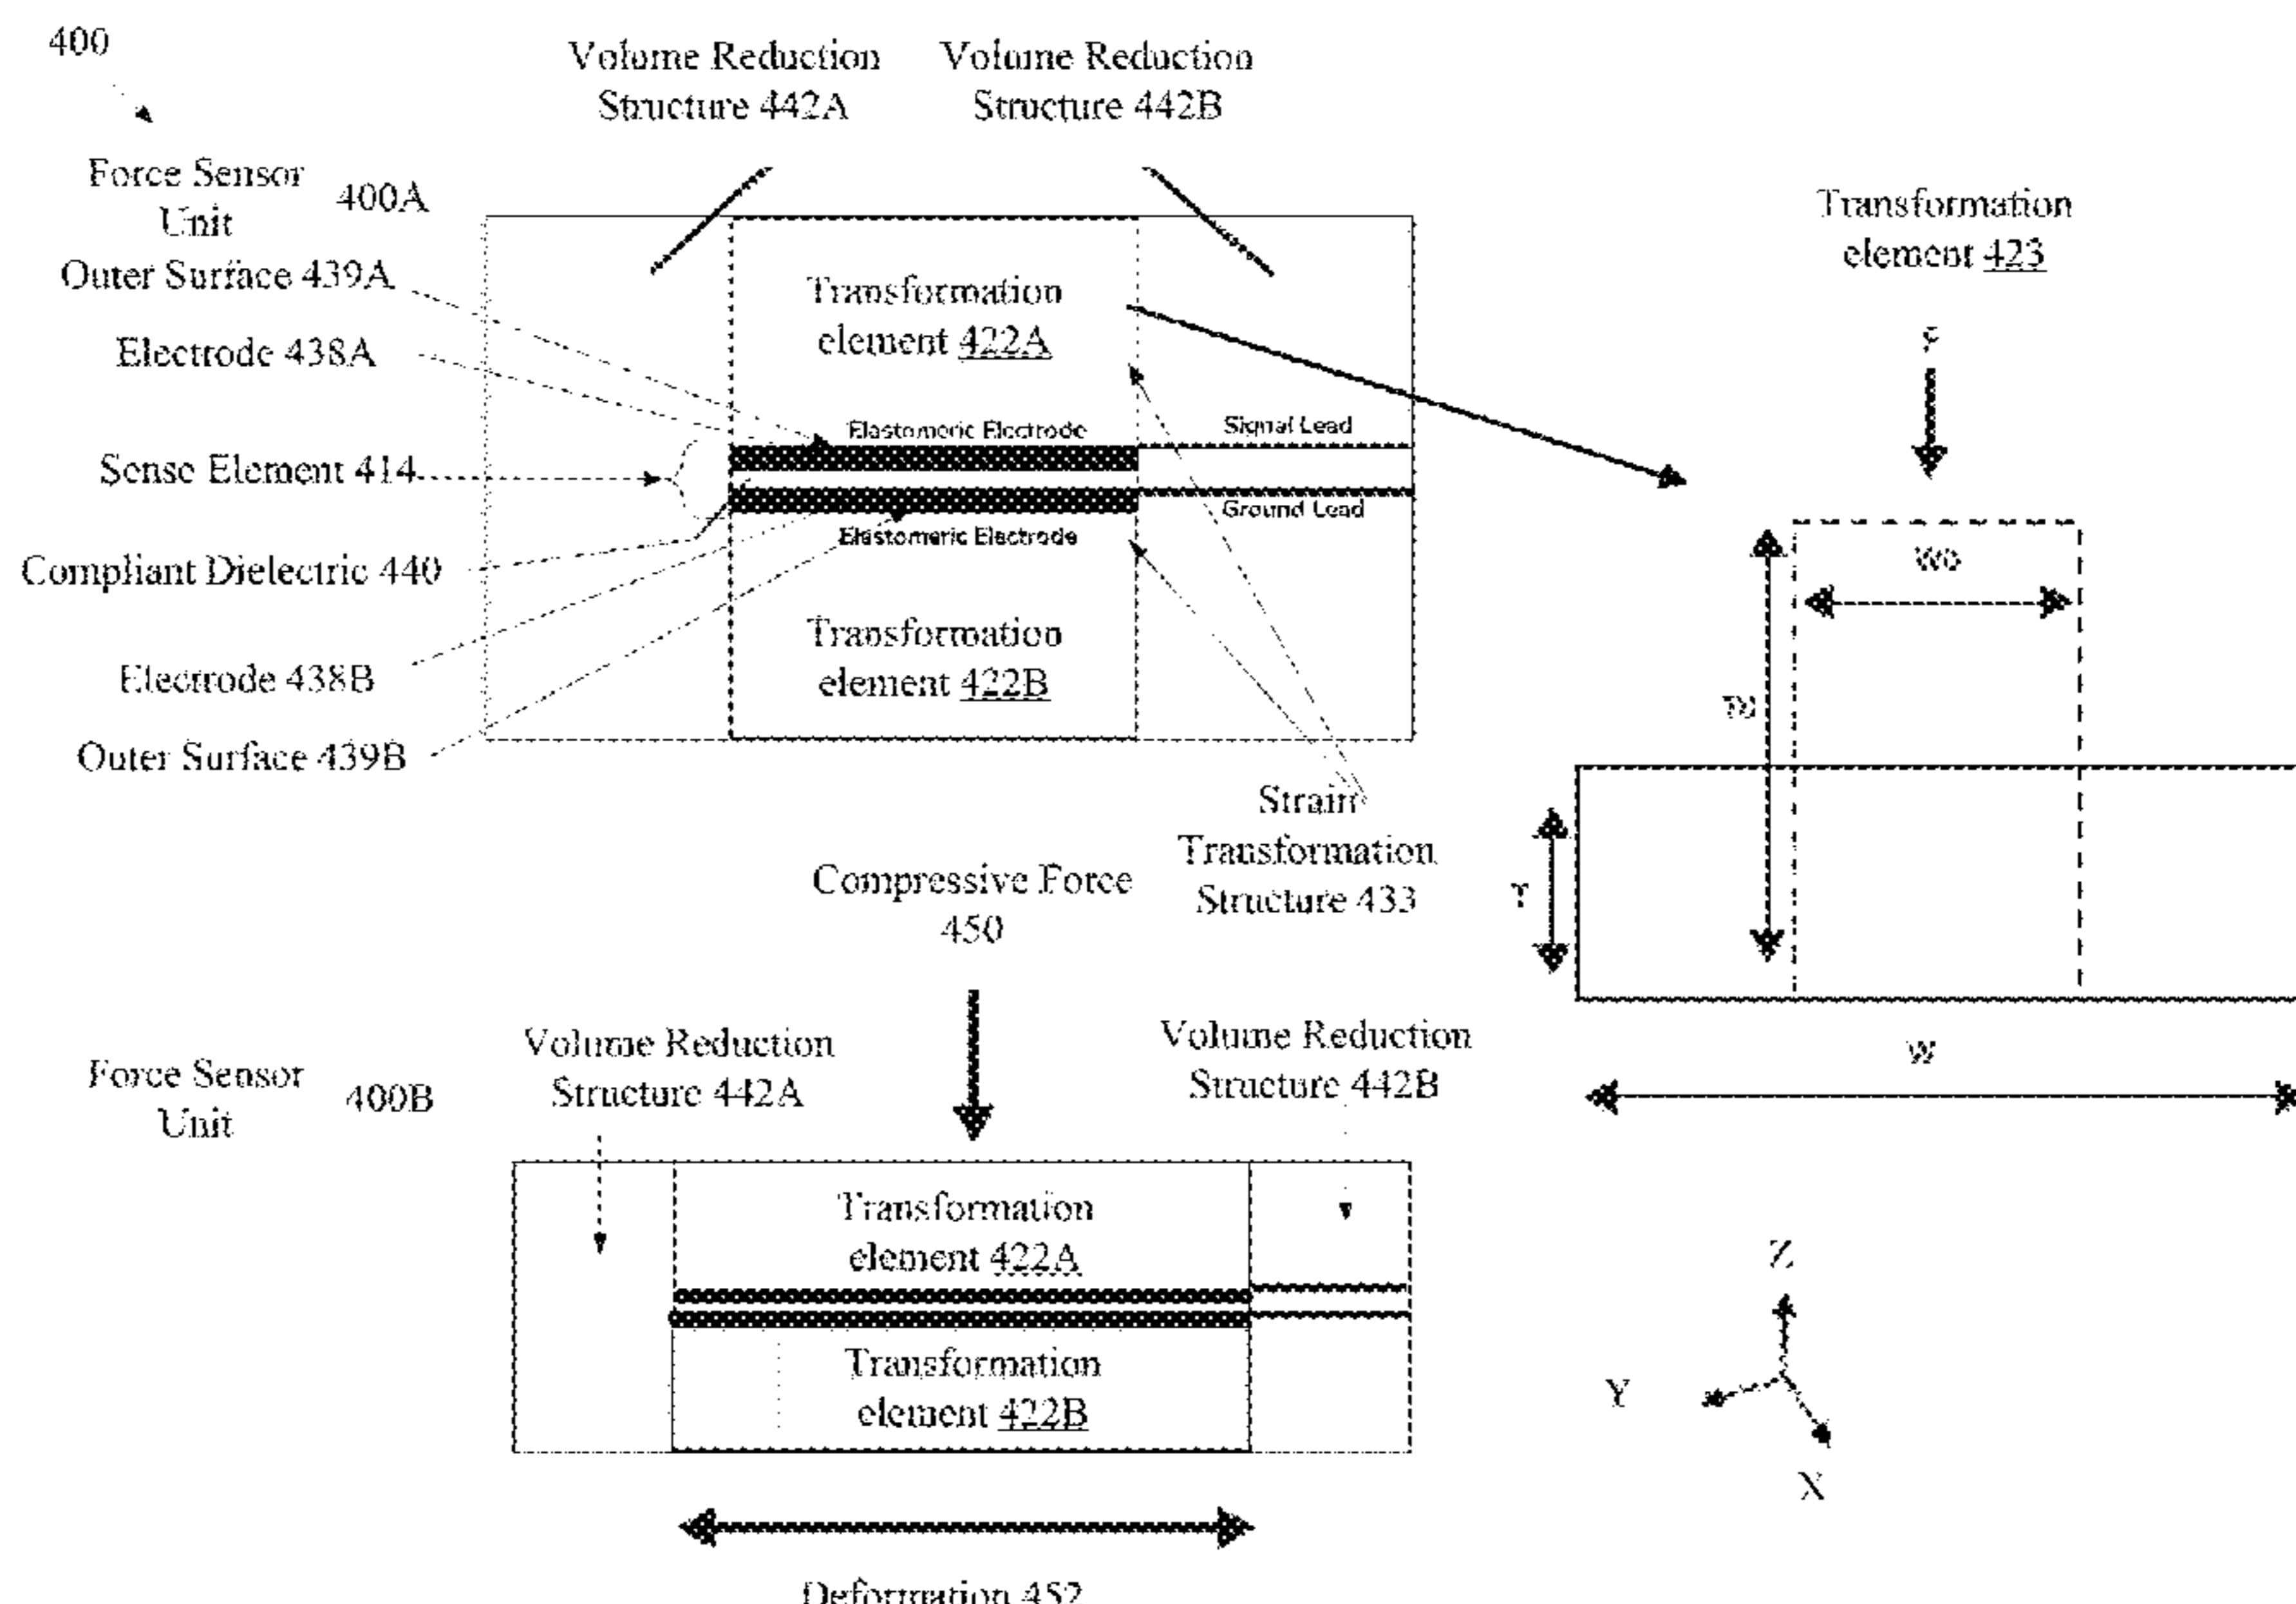 400
Volume Reduction
Structure 442A
Volume Reduction
Structure 442B
Force Sensor
Unit
400A
Transformation
element 423
Outer Surface 439A
Transformation
element 422A
Electrode 438A
F
Elastomeric Electrode
Signal Lead
Sense Element 414
Ground Lead
Elastomeric Electrode
W0
Compliant Dielectric 440
Transformation
element 422B
Electrode 438B
Outer Surface 439B
Strain
Transformation
Structure 433
Compressive Force
450
T
Volume Reduction
Structure 442A
Volume Reduction
Structure 442B
W
Force Sensor
Unit
400B
Transformation
element 422A
Transformation
element 422B
Z
Y
X
Deformation 452